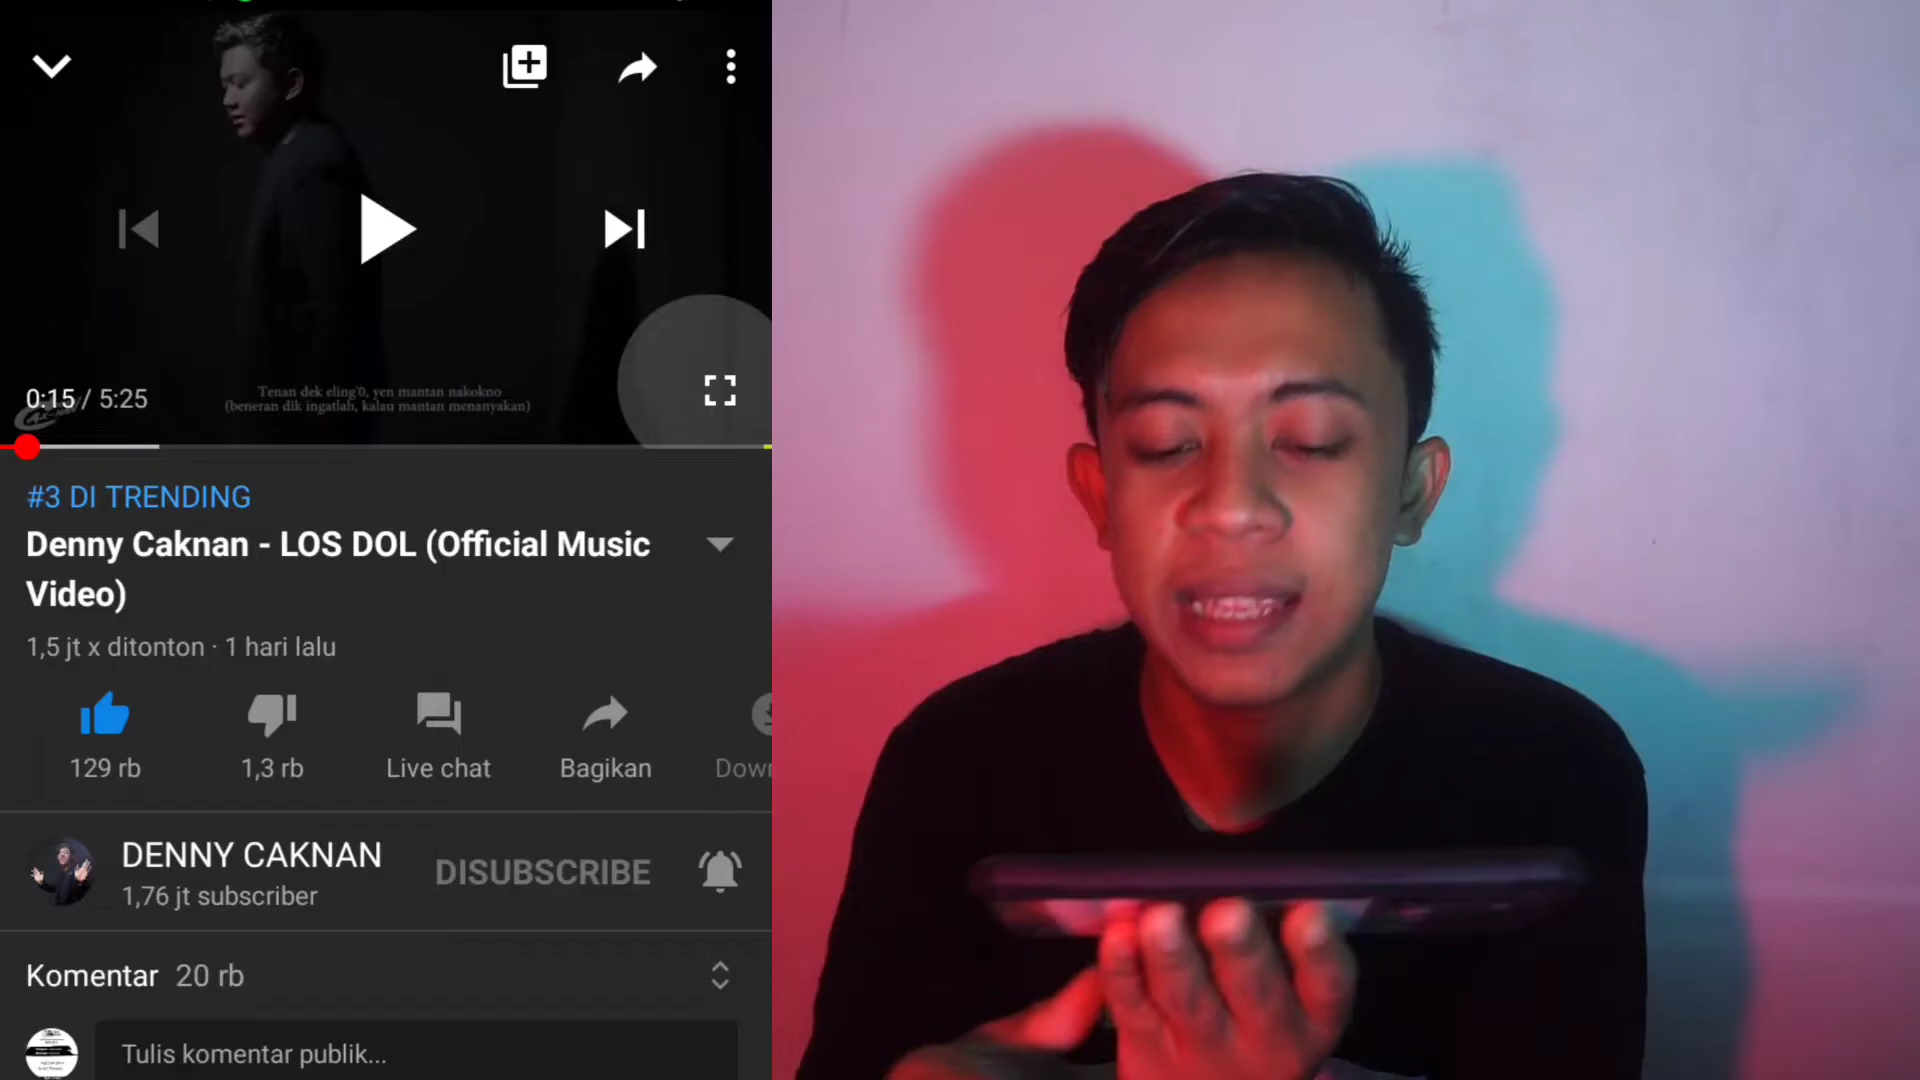 Tenan dek eling'0, yen mantan nakokno
(beneran dik ingatlah, kalau mantan menanyakan)
0:15 / 5:25
#3 DI TRENDING
Denny Caknan - LOS DOL (Official Music
Video)
1,5 jt x ditonton · 1 hari lalu
129 rb
1,3 rb
Live chat
Bagikan
Down
DENNY CAKNAN
1,76 jt subscriber
DISUBSCRIBE
Komentar 20 rb
Tulis komentar publik...